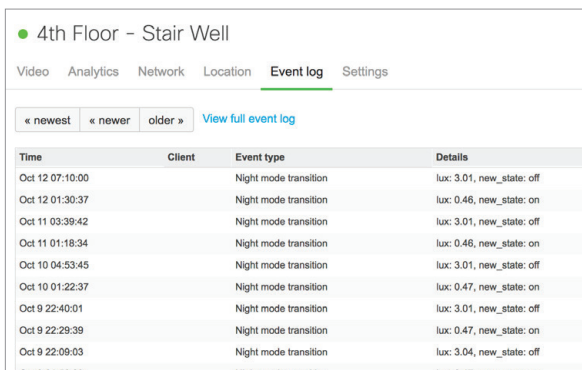 4th Floor – Stair Well
Video Analytics Network Location Event log Settings
« newest « newer older » View full event log
Time Client Event type Details
Oct 12 07:10:00 Night mode transition lux: 3.01, new_state: off
Oct 12 01:30:37 Night mode transition lux: 0.46, new_state: on
Oct 11 03:39:42 Night mode transition lux: 3.01, new_state: off
Oct 11 01:18:34 Night mode transition lux: 0.46, new_state: on
Oct 10 04:53:45 Night mode transition lux: 3.01, new_state: off
Oct 10 01:22:37 Night mode transition lux: 0.47, new_state: on
Oct 9 22:40:01 Night mode transition lux: 3.01, new_state: off
Oct 9 22:29:39 Night mode transition lux: 0.47, new_state: on
Oct 9 22:09:03 Night mode transition lux: 3.04, new_state: off